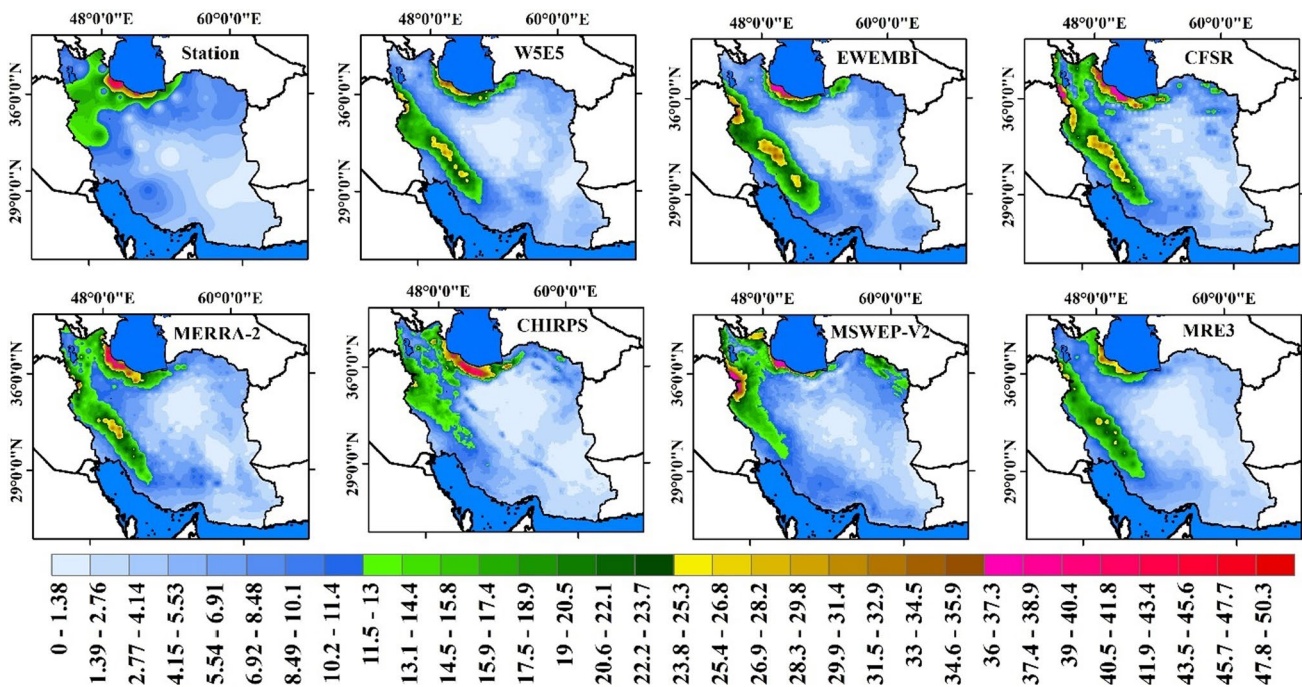 48°0'0"E 60°0'0"E 48°0'0"E 60°0'0"E 48°0'0"E 60°0'0"E 48°0'0"E 60°0'0"E
Station W5E5 EWEMBI CFSR
36°0'0"N 36°0'0"N 36°0'0"N 36°0'0"N
29°0'0"N 29°0'0"N 29°0'0"N 29°0'0"N
48°0'0"E 60°0'0"E 48°0'0"E 60°0'0"E 48°0'0"E 60°0'0"E 48°0'0"E 60°0'0"E
MERRA-2 CHIRPS MSWEP-V2 MRE3
36°0'0"N 36°0'0"N 36°0'0"N 36°0'0"N
29°0'0"N 29°0'0"N 29°0'0"N 29°0'0"N
0 - 1.38
1.39 - 2.76
2.77 - 4.14
4.15 - 5.53
5.54 - 6.91
6.92 - 8.48
8.49 - 10.1
10.2 - 11.4
11.5 - 13
13.1 - 14.4
14.5 - 15.8
15.9 - 17.4
17.5 - 18.9
19 - 20.5
20.6 - 22.1
22.2 - 23.7
23.8 - 25.3
25.4 - 26.8
26.9 - 28.2
28.3 - 29.8
29.9 - 31.4
31.5 - 32.9
33 - 34.5
34.6 - 35.9
36 - 37.3
37.4 - 38.9
39 - 40.4
40.5 - 41.8
41.9 - 43.4
43.5 - 45.6
45.7 - 47.7
47.8 - 50.3